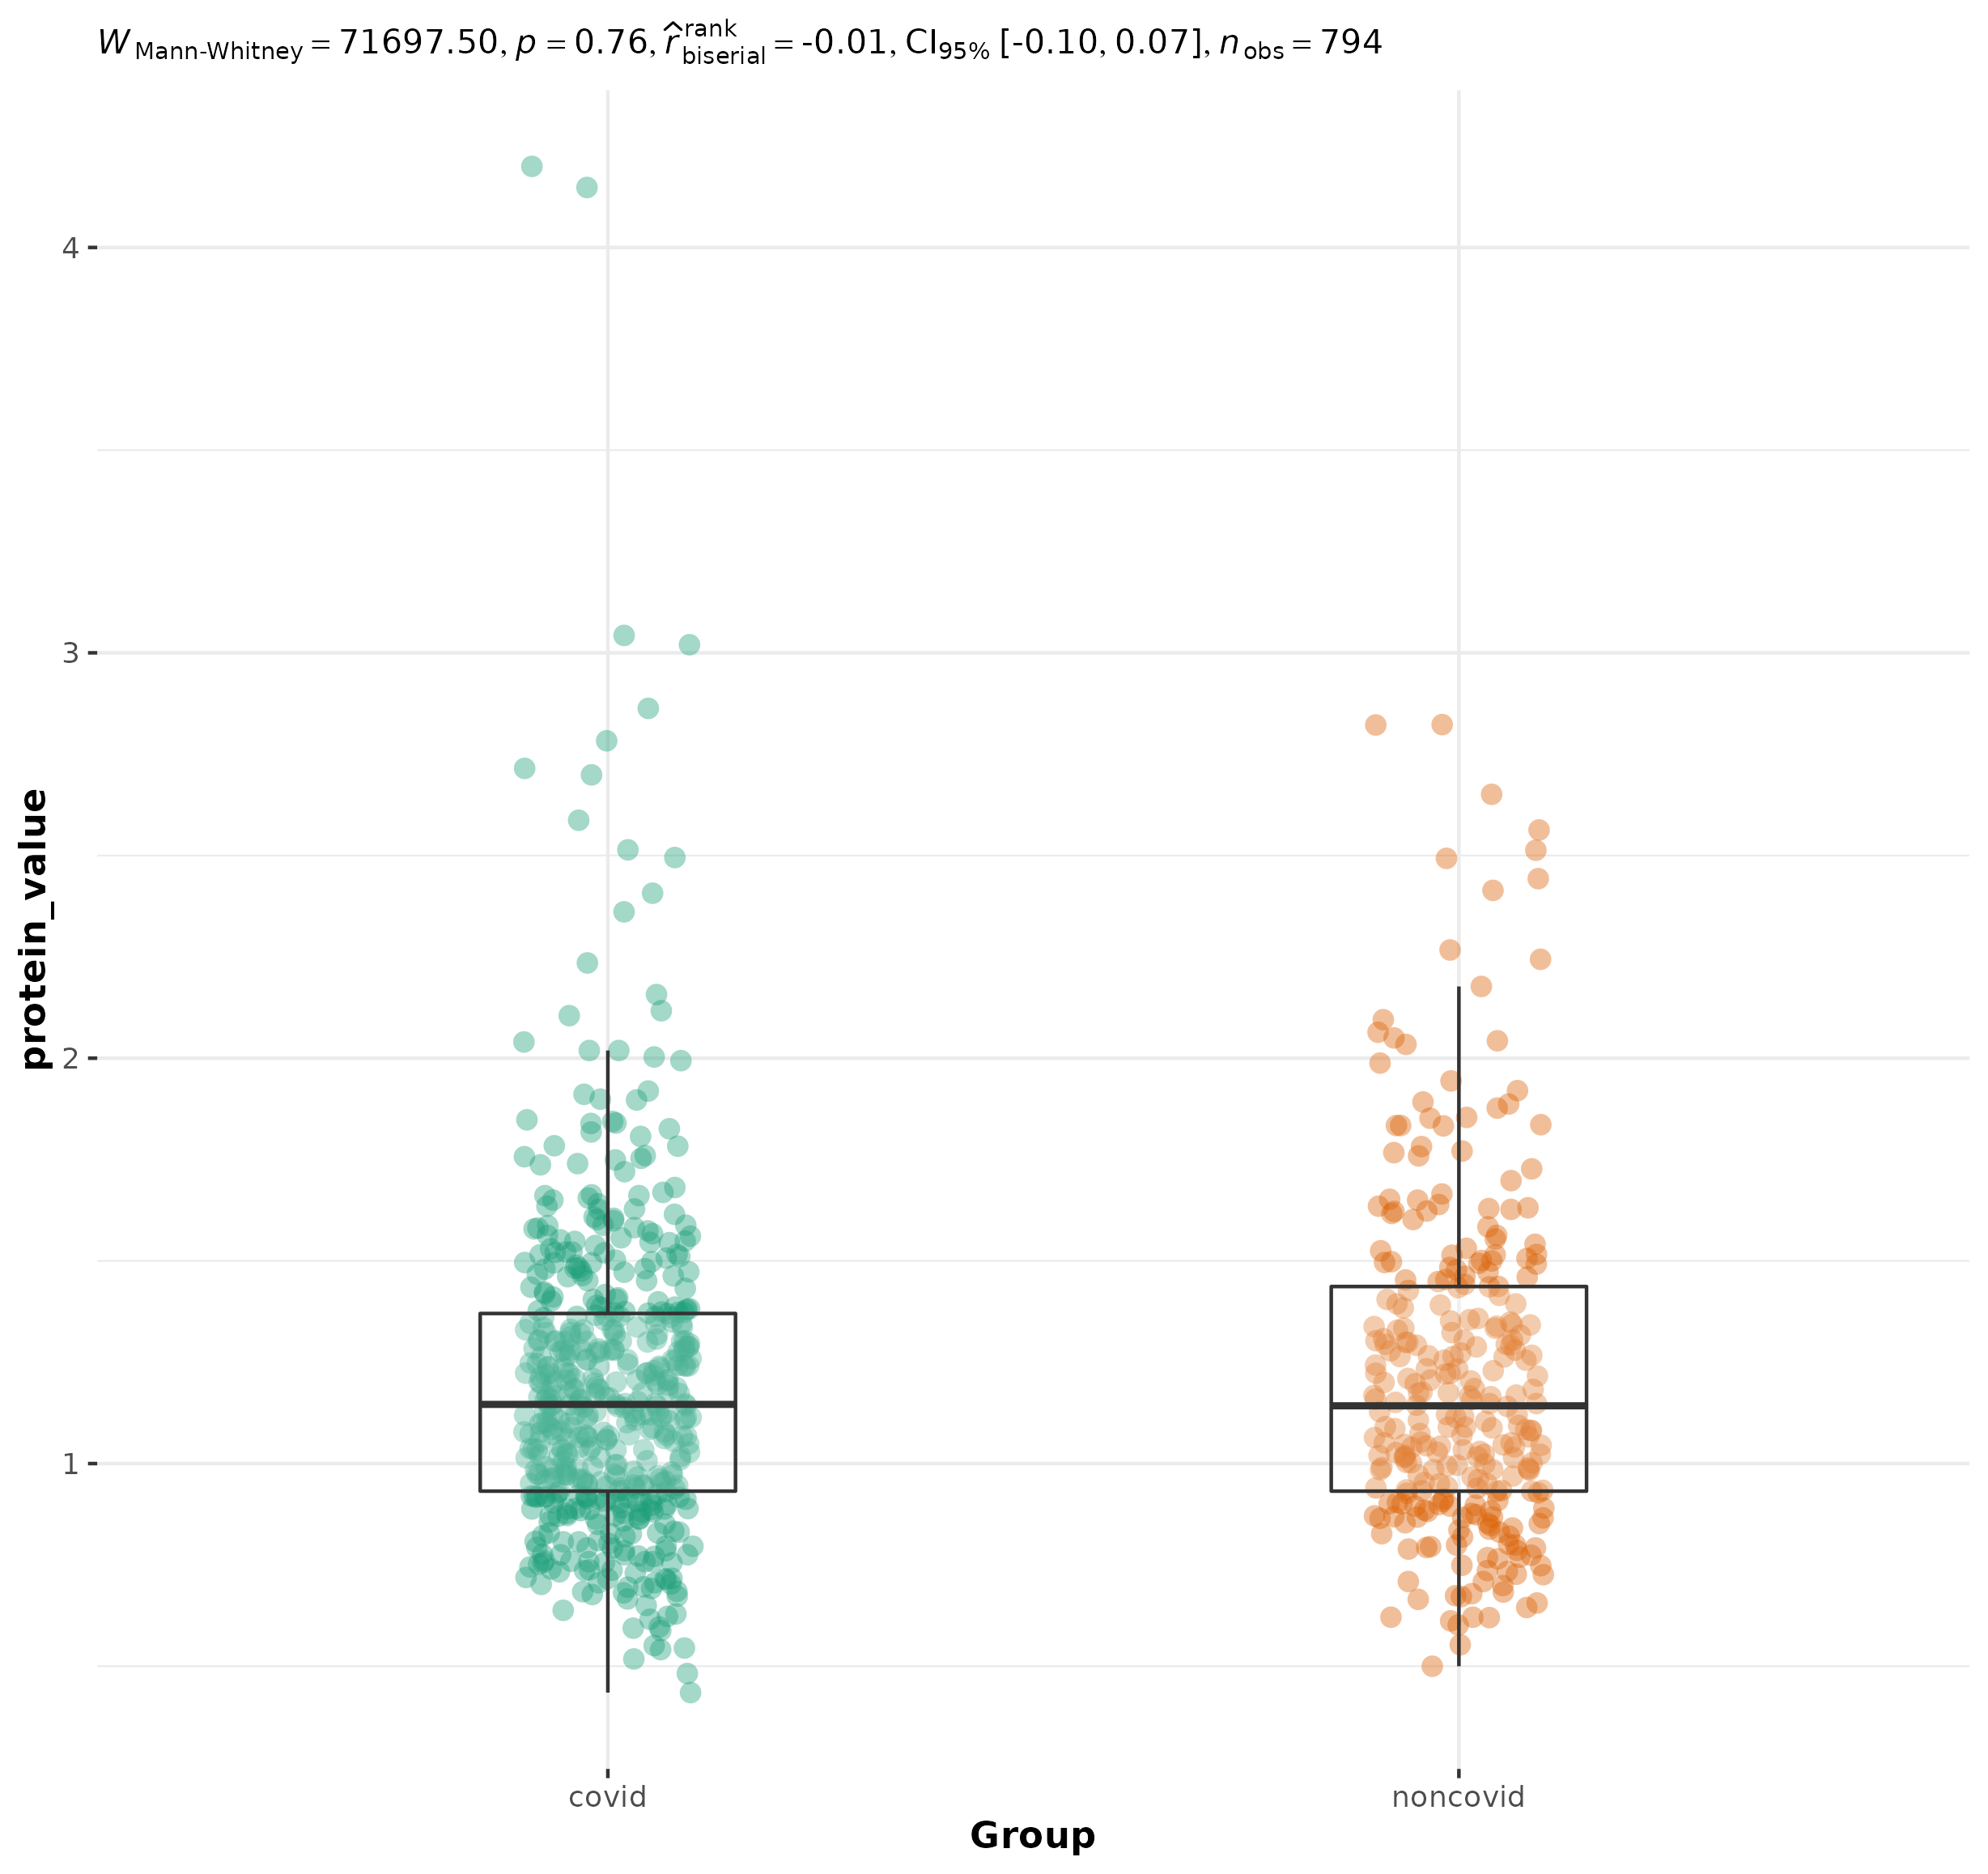 W Mann-Whitney = 71697.50, p = 0.76, r̂ rank biserial = -0.01, CI95% [-0.10, 0.07], n obs = 794
4
3
2
1
protein_value
covid noncovid
Group